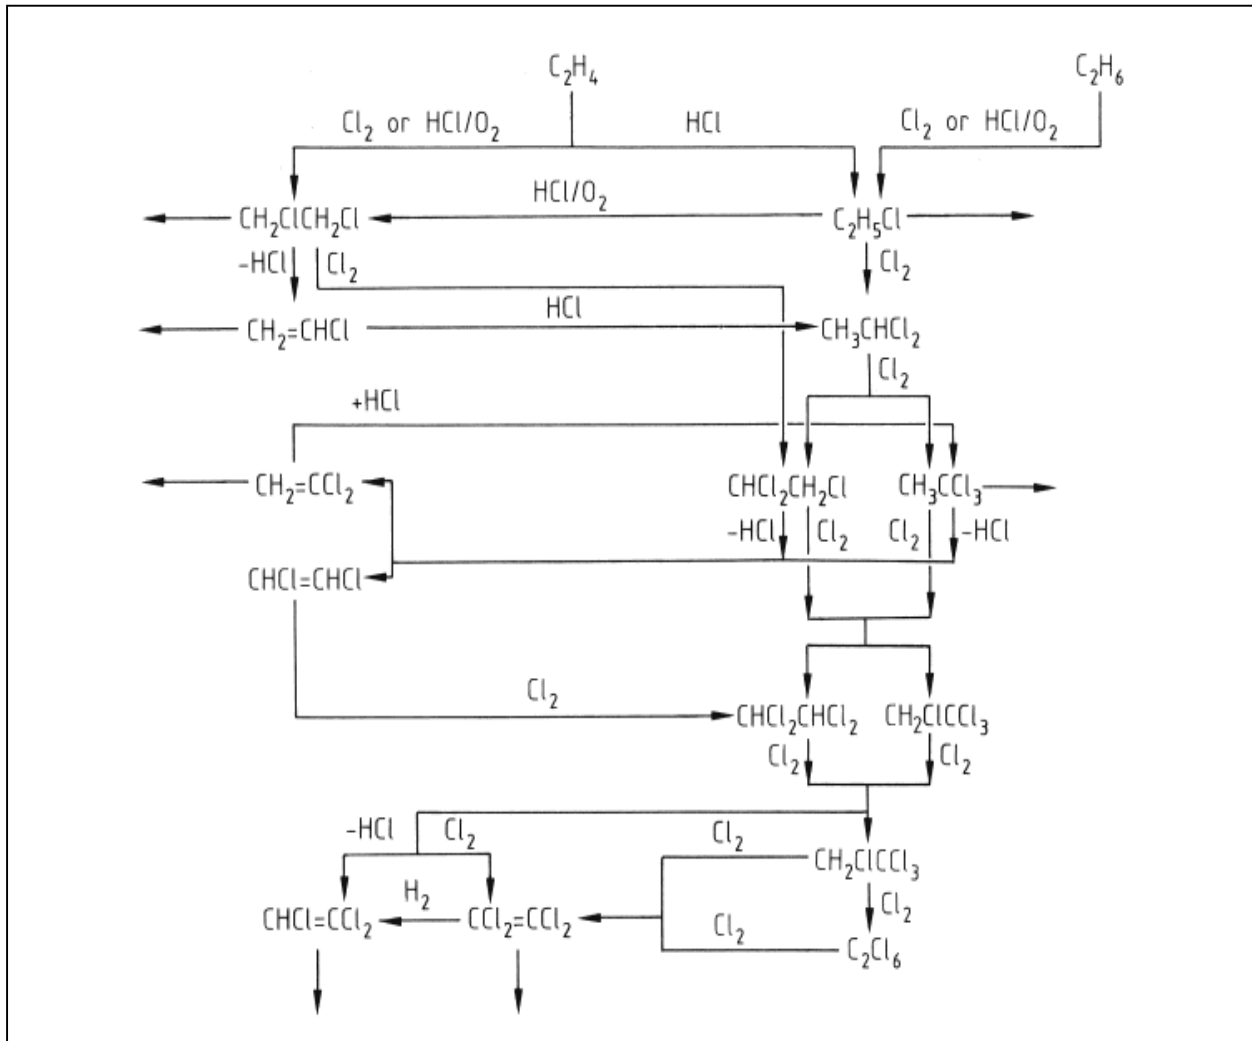 C₂H₄ C₂H₆
Cl₂ or HCl/O₂ HCl Cl₂ or HCl/O₂
HCl/O₂
CH₂ClCH₂Cl C₂H₅Cl
-HCl Cl₂ Cl₂
HCl
CH₂=CHCl CH₃CHCl₂
Cl₂
+HCl
CH₂=CCl₂ CHCl₂CH₂Cl CH₃CCl₃
-HCl Cl₂ Cl₂ -HCl
CHCl=CHCl
Cl₂
CHCl₂CHCl₂ CH₂ClCCl₃
Cl₂ Cl₂
-HCl Cl₂ Cl₂
CH₂ClCCl₃
H₂ Cl₂
CHCl=CCl₂ CCl₂=CCl₂ Cl₂
C₂Cl₆